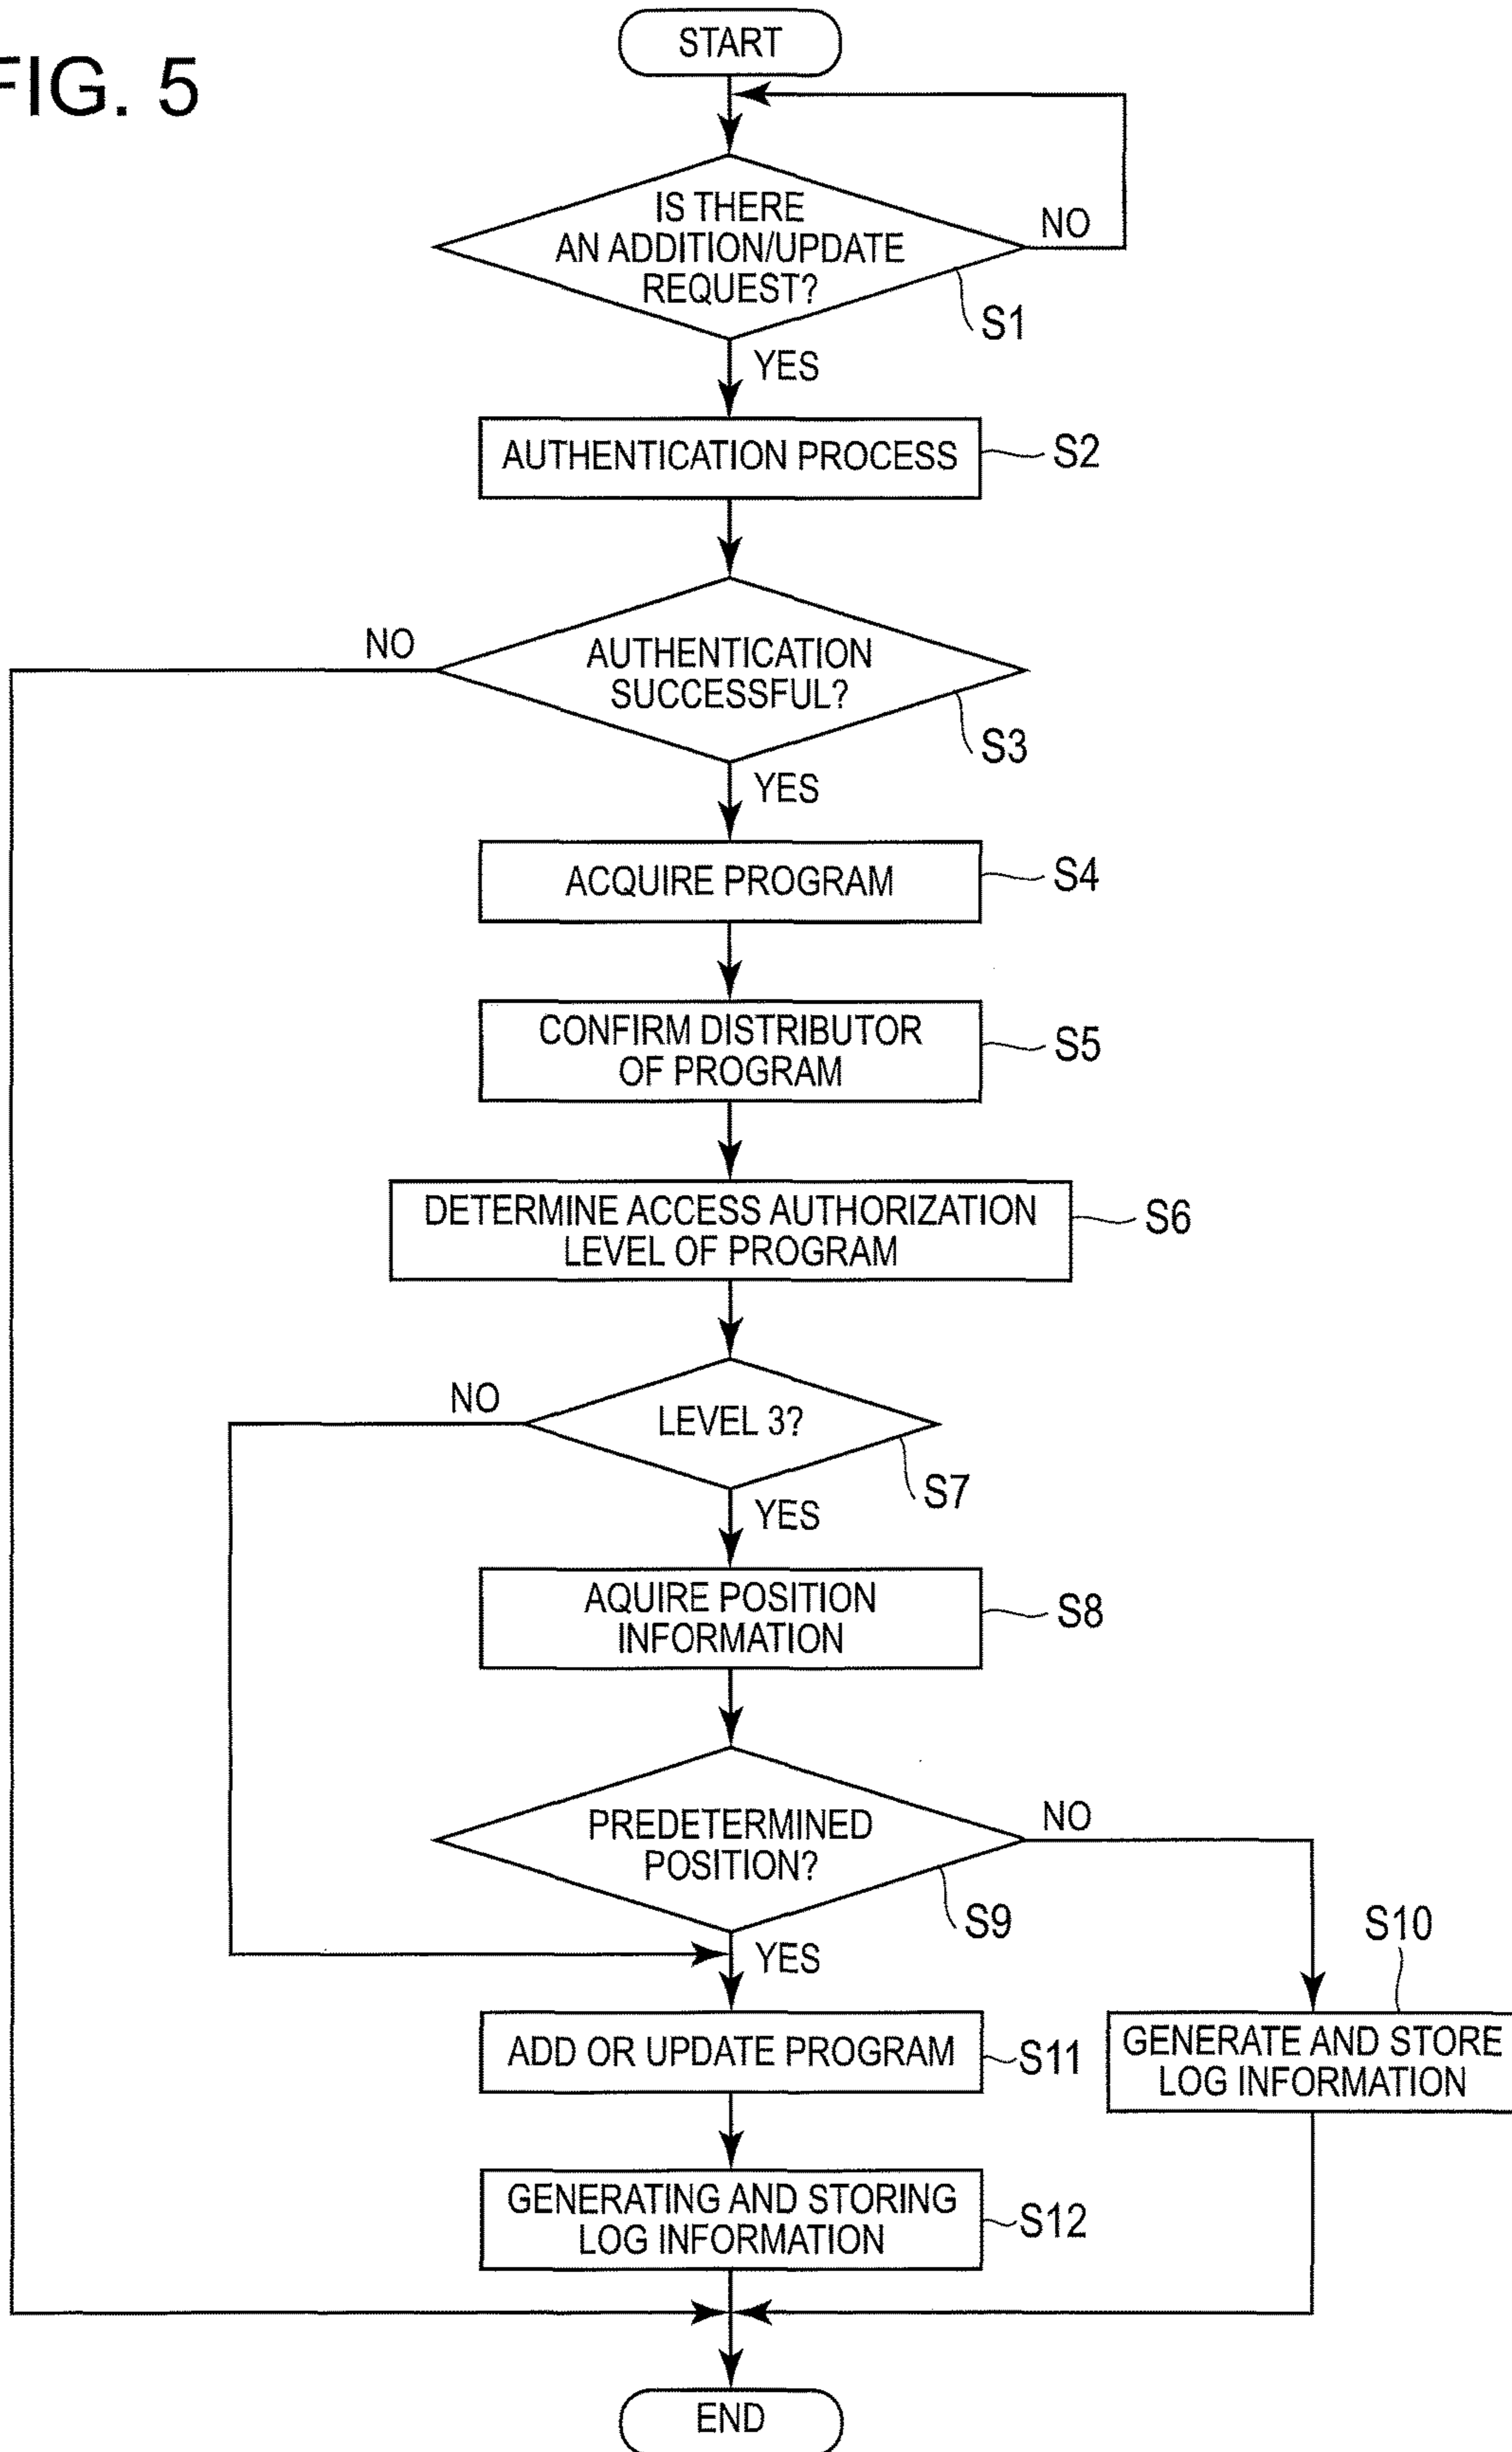 FIG. 5
START
IS THERE
AN ADDITION/UPDATE
REQUEST?
NO
S1
YES
AUTHENTICATION PROCESS
S2
NO
AUTHENTICATION
SUCCESSFUL?
S3
YES
ACQUIRE PROGRAM
S4
CONFIRM DISTRIBUTOR
OF PROGRAM
S5
DETERMINE ACCESS AUTHORIZATION
LEVEL OF PROGRAM
S6
NO
LEVEL 3?
S7
YES
AQUIRE POSITION
INFORMATION
S8
PREDETERMINED
POSITION?
NO
S9
YES
S10
ADD OR UPDATE PROGRAM
S11
GENERATE AND STORE
LOG INFORMATION
GENERATING AND STORING
LOG INFORMATION
S12
END